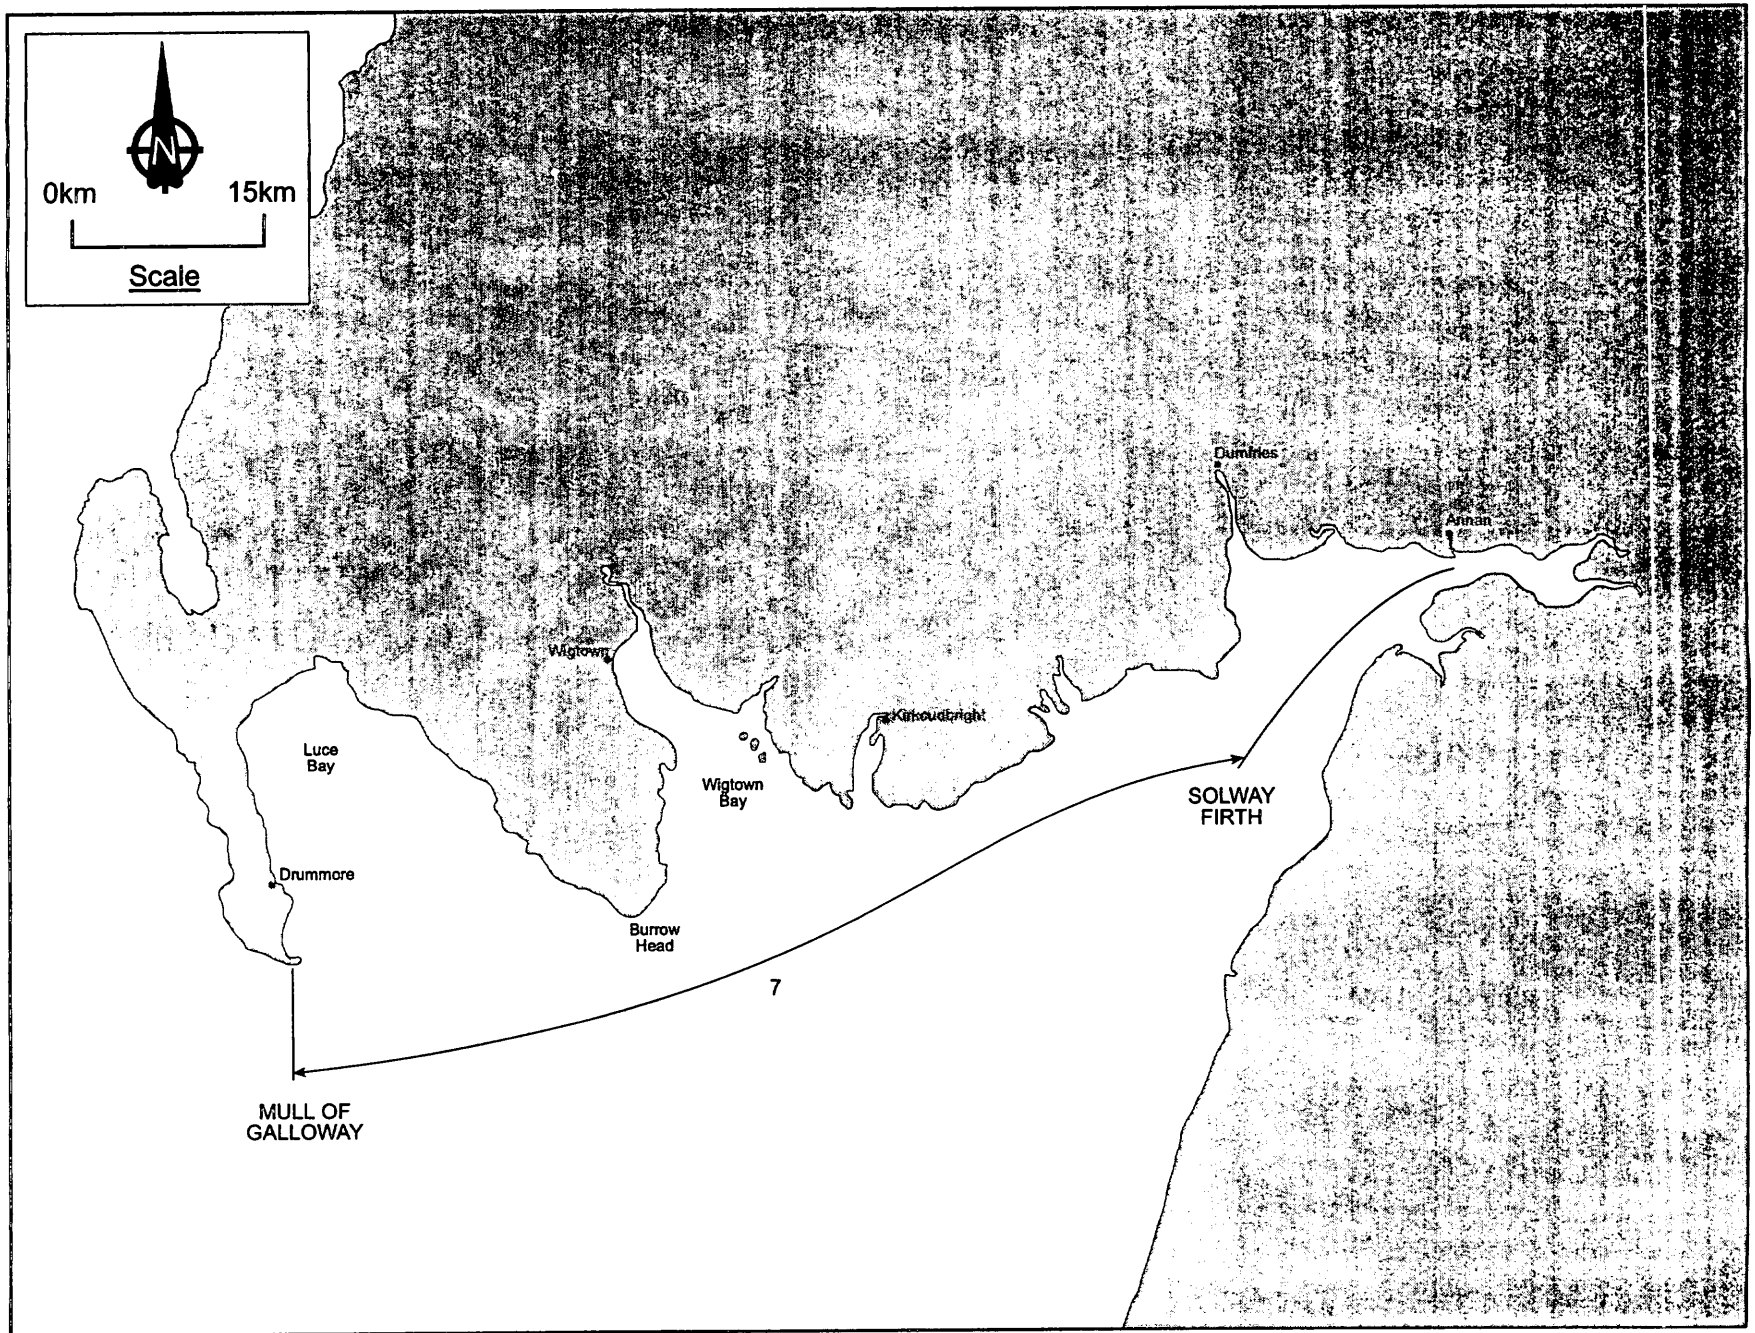 N
0km 15km
Scale
Dumfries
Annan
Wigtown
Kirkcudbright
Luce
Bay
Wigtown
Bay
SOLWAY
FIRTH
Drummore
Burrow
Head
7
MULL OF
GALLOWAY